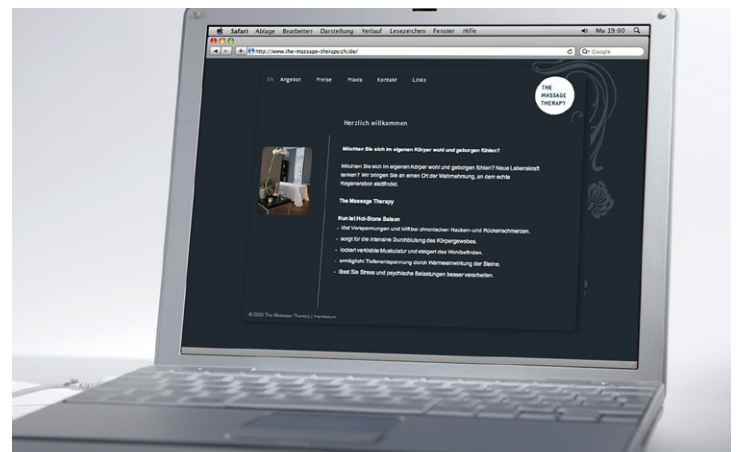 Safari Ablage Bearbeiten Darstellung Verlauf Lesezeichen Fenster Hilfe Mo 19:00
http://www.the-massage-therapy.ch/de/
Google
EN Angebot Preise Praxis Kontakt Links
THE
MASSAGE
THERAPY
Herzlich willkommen
Möchten Sie sich im eigenen Körper wohl und geborgen fühlen?
Möchten Sie sich im eigenen Körper wohl und geborgen fühlen? Neue Lebenskraft
tanken? Wir bringen Sie an einen Ort der Wahrnehmung, an dem echte
Regeneration stattfindet.
The Massage Therapy
Nun ist Hot-Stone Saison
- löst Verspannungen und hilft bei chronischen Nacken- und Rückenschmerzen.
- sorgt für die intensive Durchblutung des Körpergewebes.
- lockert verklebte Muskulatur und steigert das Wohlbefinden.
- ermöglicht Tiefenentspannung durch Wärmeeinwirkung der Steine.
- lässt Sie Stress und psychische Belastungen besser verarbeiten.
The Massage Therapy | Impressum